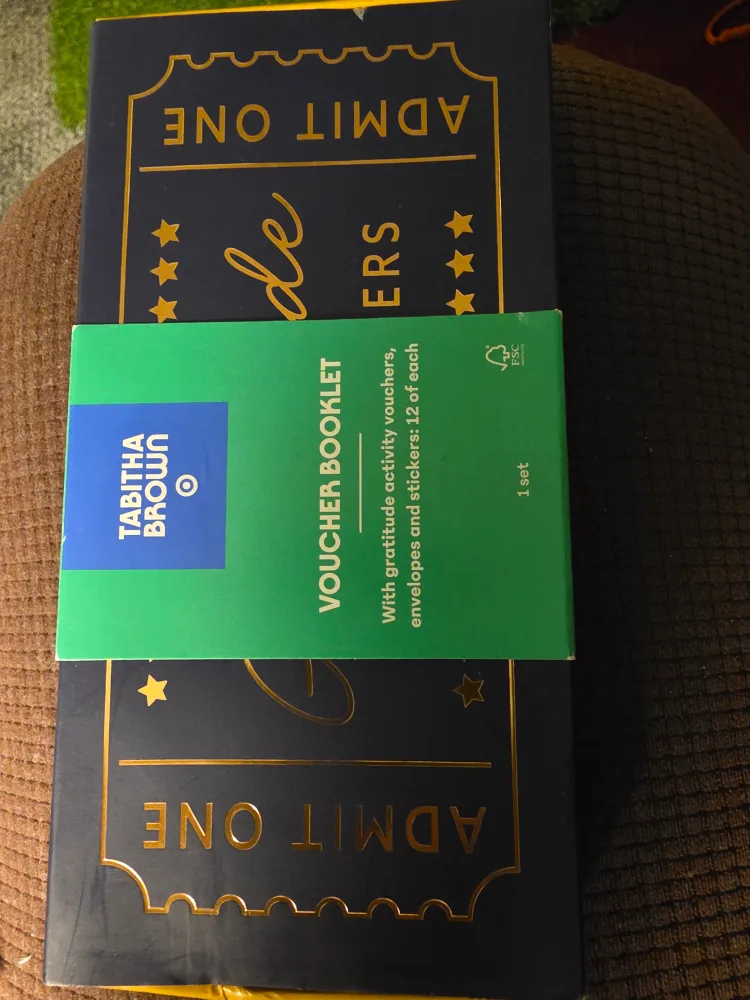 ADMIT ONE
de
ERS
TABITHA
BROWN
VOUCHER BOOKLET
With gratitude activity vouchers,
envelopes and stickers: 12 of each
1 set
FSC
G
ADMIT ONE